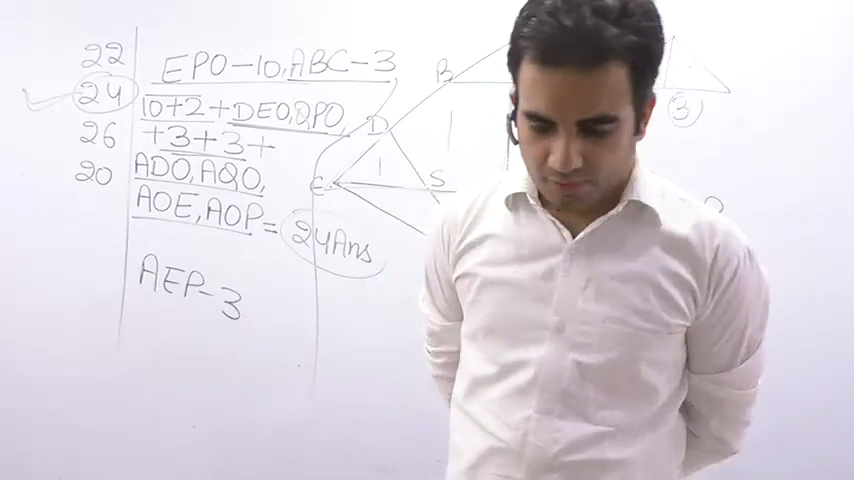 22
24
26
20
EPO-10, ABC-3
10+2+DEO, QPO,
+3+3+
ADO, AQO,
AOE, AOP = 24Ans
AEP-3
B
D
1
E
S
3